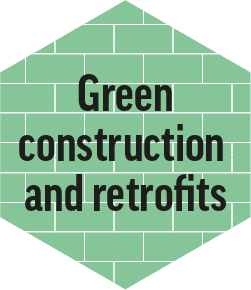 Green
construction
and retrofits